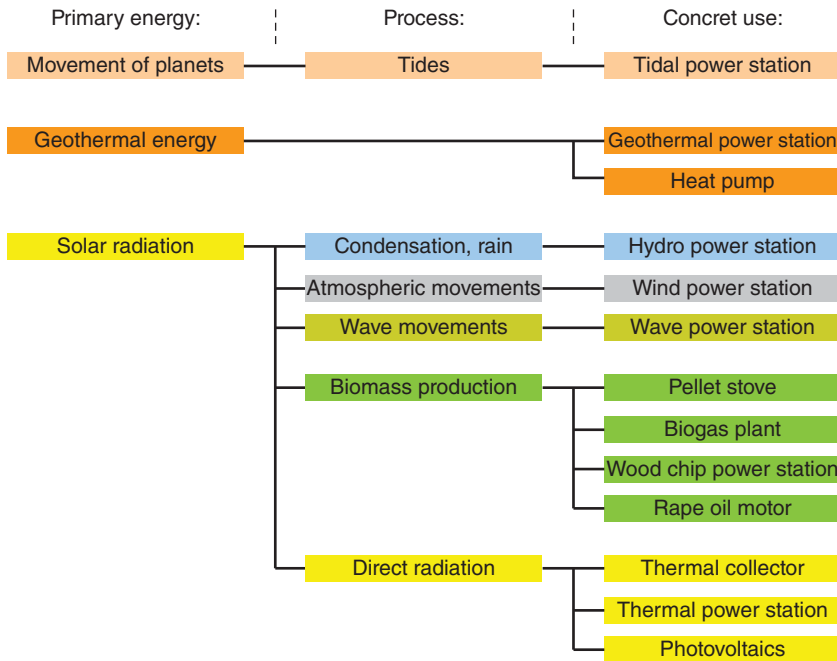 Primary energy: Process: Concret use:
Movement of planets Tides Tidal power station
Geothermal energy Geothermal power station
Heat pump
Solar radiation Condensation, rain Hydro power station
Atmospheric movements Wind power station
Wave movements Wave power station
Biomass production Pellet stove
Biogas plant
Wood chip power station
Rape oil motor
Direct radiation Thermal collector
Thermal power station
Photovoltaics